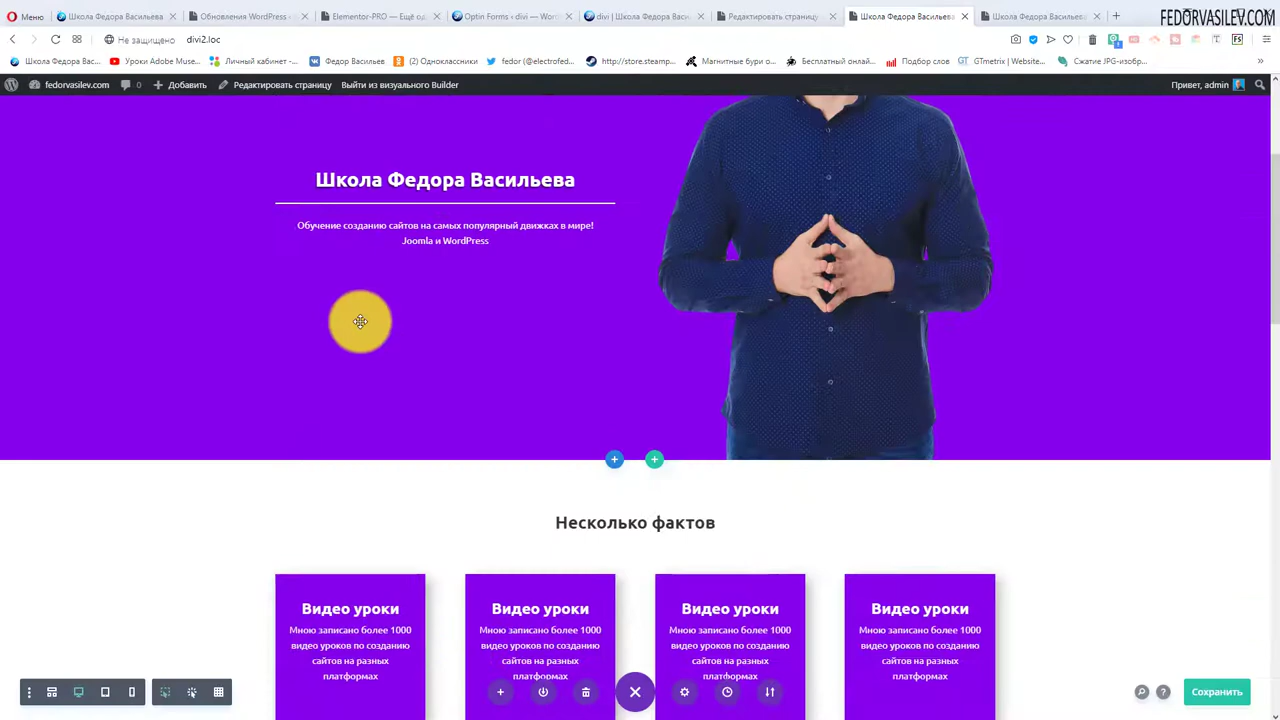 FEDORVASILEV.COM
Меню
Школа Федора Васильева
Обновления WordPress
Elementor-PRO — Ещё од
Optin Forms ‹ divi — Wor
divi | Школа Федора Вас
Редактировать страницу
Школа Федора Васильева
Школа Федора Васильева
Не защищено
divi2.loc
Школа Федора Вас...
Уроки Adobe Muse...
Личный кабинет -...
Федор Васильев
(2) Одноклассники
fedor (@electrofed...
http://store.steamp...
Магнитные бури о...
Бесплатный онлай...
Подбор слов
GTmetrix | Website...
Сжатие JPG-изобр...
fedorvasilev.com
0
Добавить
Редактировать страницу
Выйти из визуального Builder
Привет, admin
Школа Федора Васильева
Обучение созданию сайтов на самых популярный движках в мире!
Joomla и WordPress
Несколько фактов
Видео уроки
Мною записано более 1000
видео уроков по созданию
сайтов на разных
платформах
Видео уроки
Мною записано более 1000
видео уроков по созданию
сайтов на разных
платформах
Видео уроки
Мною записано более 1000
видео уроков по созданию
сайтов на разных
платформах
Видео уроки
Мною записано более 1000
видео уроков по созданию
сайтов на разных
платформах
Сохранить